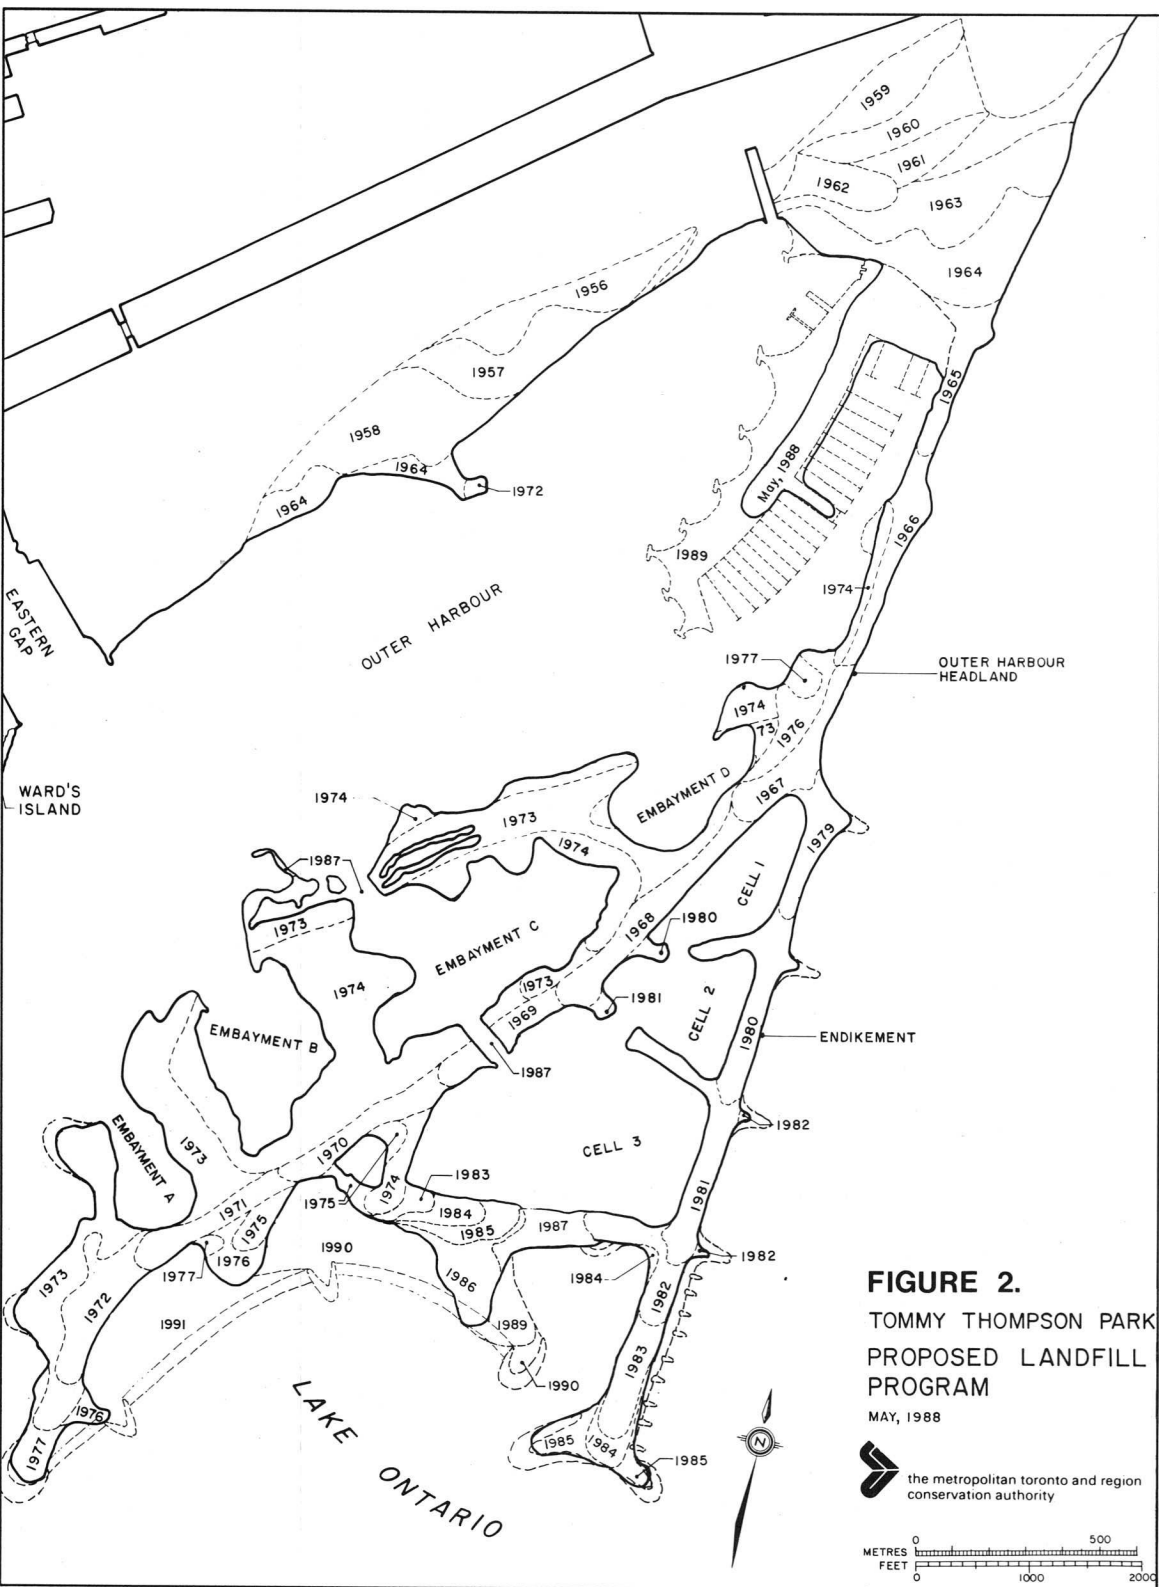 1959
1960
1961
1962
1963
1964
1956
1957
1958
1964
1964
1972
1965
May, 1988
1966
1989
1974
EASTERN
GAP
OUTER HARBOUR
1977
OUTER HARBOUR
HEADLAND
1974
73
1976
WARD'S
ISLAND
EMBAYMENT D
1967
1974
1973
1979
1974
1987
CELL 1
1973
1968
1980
EMBAYMENT C
1974
1973
1981
1969
CELL 2
1980
EMBAYMENT B
ENDIKEMENT
1987
EMBAYMENT A
1973
1970
CELL 3
1982
1983
1975
1974
1981
1971
1984
1975
1985
1987
1977
1976
1990
1982
1984
1973
1986
1982
1972
1991
1989
1983
1990
1976
1977
1985
1984
1985
LAKE
ONTARIO
N
FIGURE 2.
TOMMY THOMPSON PARK
PROPOSED LANDFILL
PROGRAM
MAY, 1988
the metropolitan toronto and region
conservation authority
0 500
METRES
FEET
0 1000 2000